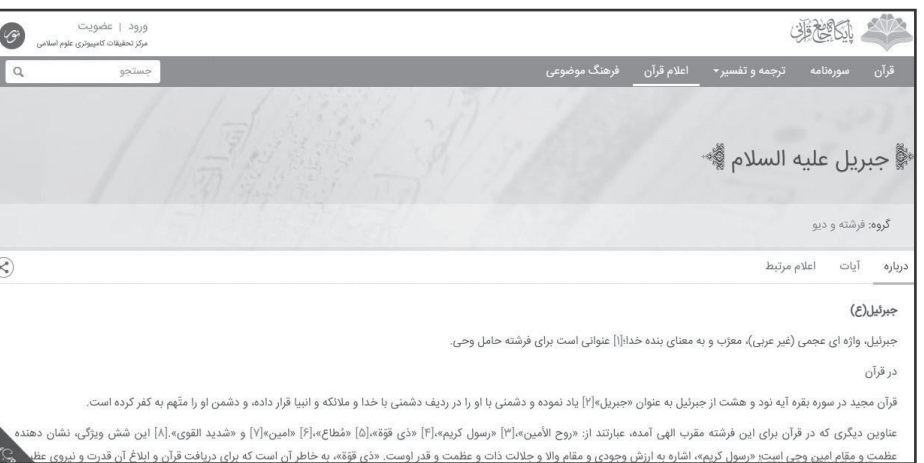 پایگاه جامع قرآنی
ورود | عضویت
مرکز تحقیقات کامپیوتری علوم اسلامی
نور
قرآن سوره‌نامه ترجمه و تفسیر اعلام قرآن فرهنگ موضوعی
جستجو
جبریل علیه السلام
گروه: فرشته و دیو
درباره آیات اعلام مرتبط
جبرئیل(ع)
جبرئیل، واژه ای عجمی (غیر عربی)، معرّب و به معنای بنده خدا؛[۱] عنوانی است برای فرشته حامل وحی.
در قرآن
قرآن مجید در سوره بقره آیه نود و هشت از جبرئیل به عنوان «جبریل»[۲] یاد نموده و دشمنی با او را در ردیف دشمنی با خدا و ملائکه و انبیا قرار داده، و دشمن او را متّهم به کفر کرده است.
عناوین دیگری که در قرآن برای این فرشته مقرب الهی آمده، عبارتند از: «روح الأمین»،[۳] «رسول کریم»،[۴] «ذی قوّة»،[۵] «مُطاع»،[۶] «امین»[۷] و «شدید القوی».[۸] این شش ویژگی، نشان دهنده
عظمت و مقام امین وحی است؛ «رسول کریم»، اشاره به ارزش وجودی و مقام والا و جلالت ذات و عظمت و قدر اوست. «ذی قوّة»، به خاطر آن است که برای دریافت قرآن و ابلاغ آن قدرت و نیروی